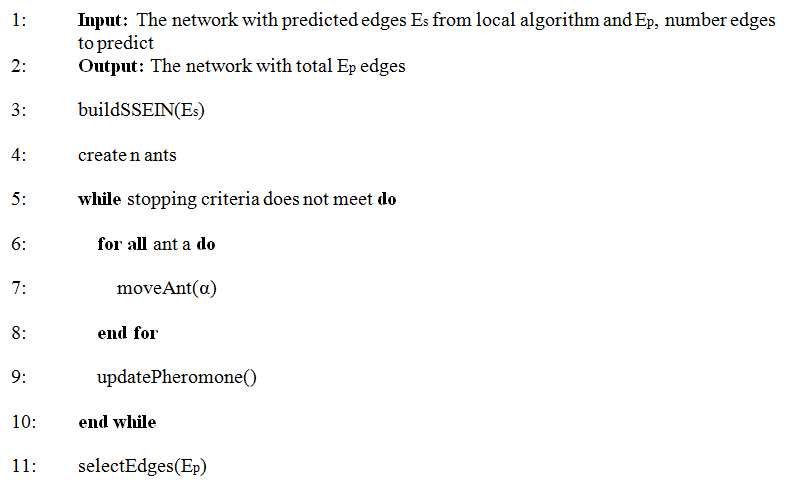 1: Input: The network with predicted edges Es from local algorithm and Ep, number edges
to predict
2: Output: The network with total Ep edges
3: buildSSEIN(Es)
4: create n ants
5: while stopping criteria does not meet do
6: for all ant a do
7: moveAnt(α)
8: end for
9: updatePheromone()
10: end while
11: selectEdges(Ep)